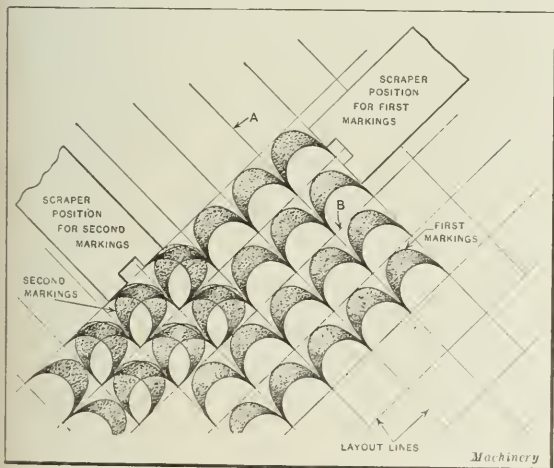 SCRAPER
POSITION
FOR FIRST
MARKINGS
A
SCRAPER
POSITION
FOR SECOND
MARKINGS
B
FIRST
MARKINGS
SECOND
MARKINGS
LAYOUT LINES
Machinery